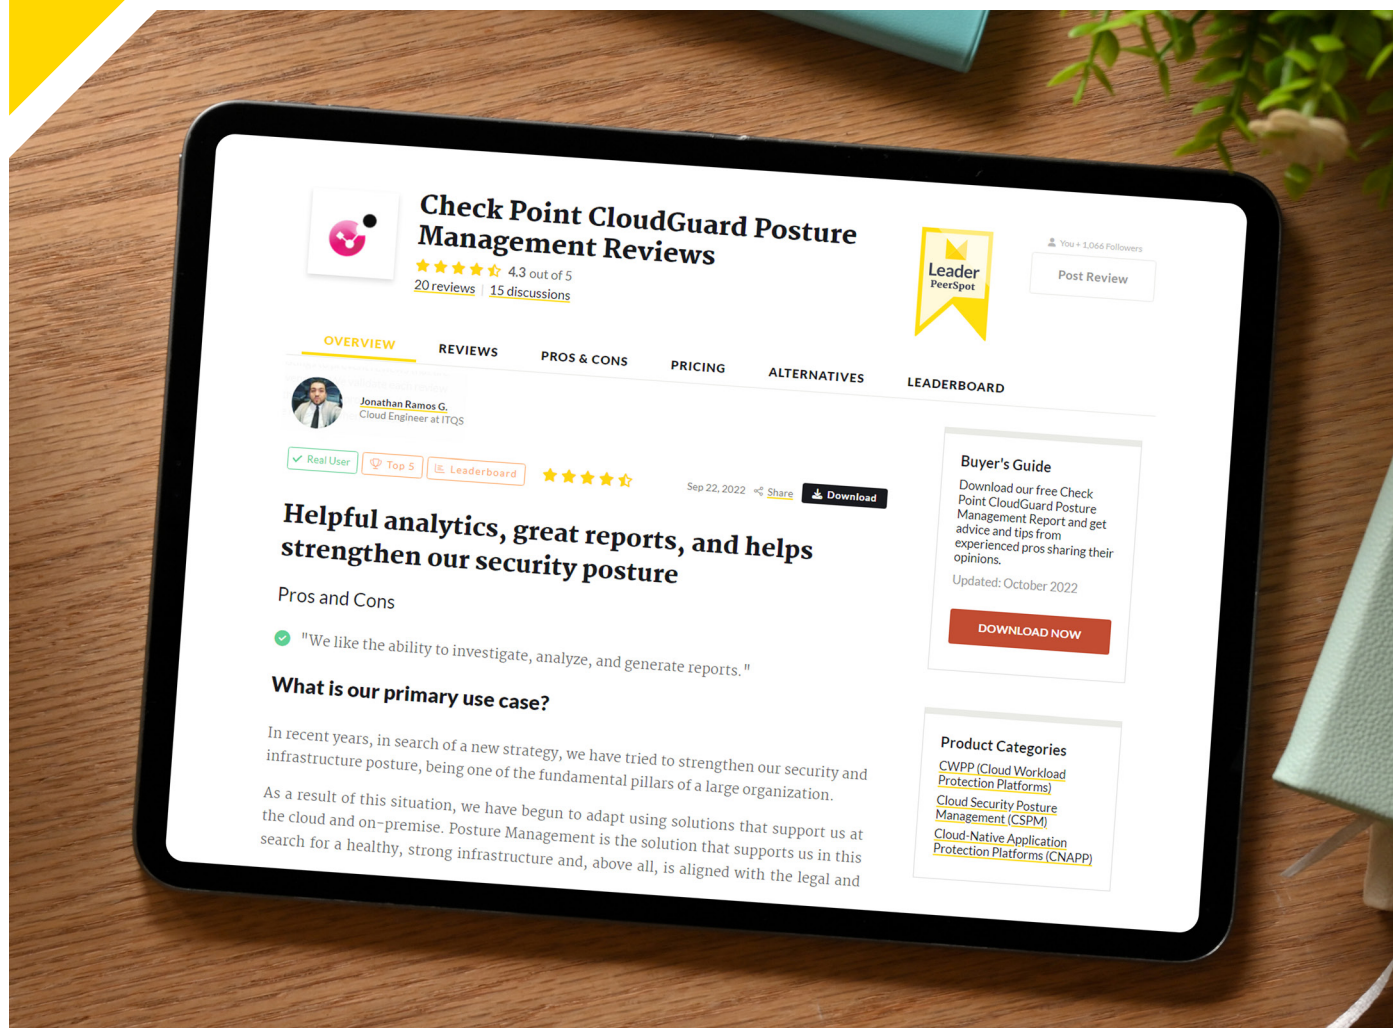 Check Point CloudGuard Posture
Management Reviews
4.3 out of 5
20 reviews | 15 discussions
Leader
PeerSpot
You + 1,066 Followers
Post Review
OVERVIEW
REVIEWS
PROS & CONS
PRICING
ALTERNATIVES
LEADERBOARD
Jonathan Ramos G.
Cloud Engineer at ITQS
Real User
Top 5
Leaderboard
Sep 22, 2022
Share
Download
Helpful analytics, great reports, and helps
strengthen our security posture
Pros and Cons
"We like the ability to investigate, analyze, and generate reports."
What is our primary use case?
In recent years, in search of a new strategy, we have tried to strengthen our security and
infrastructure posture, being one of the fundamental pillars of a large organization.
As a result of this situation, we have begun to adapt using solutions that support us at
the cloud and on-premise. Posture Management is the solution that supports us in this
search for a healthy, strong infrastructure and, above all, is aligned with the legal and
Buyer's Guide
Download our free Check
Point CloudGuard Posture
Management Report and get
advice and tips from
experienced pros sharing their
opinions.
Updated: October 2022
DOWNLOAD NOW
Product Categories
CWPP (Cloud Workload
Protection Platforms)
Cloud Security Posture
Management (CSPM)
Cloud-Native Application
Protection Platforms (CNAPP)